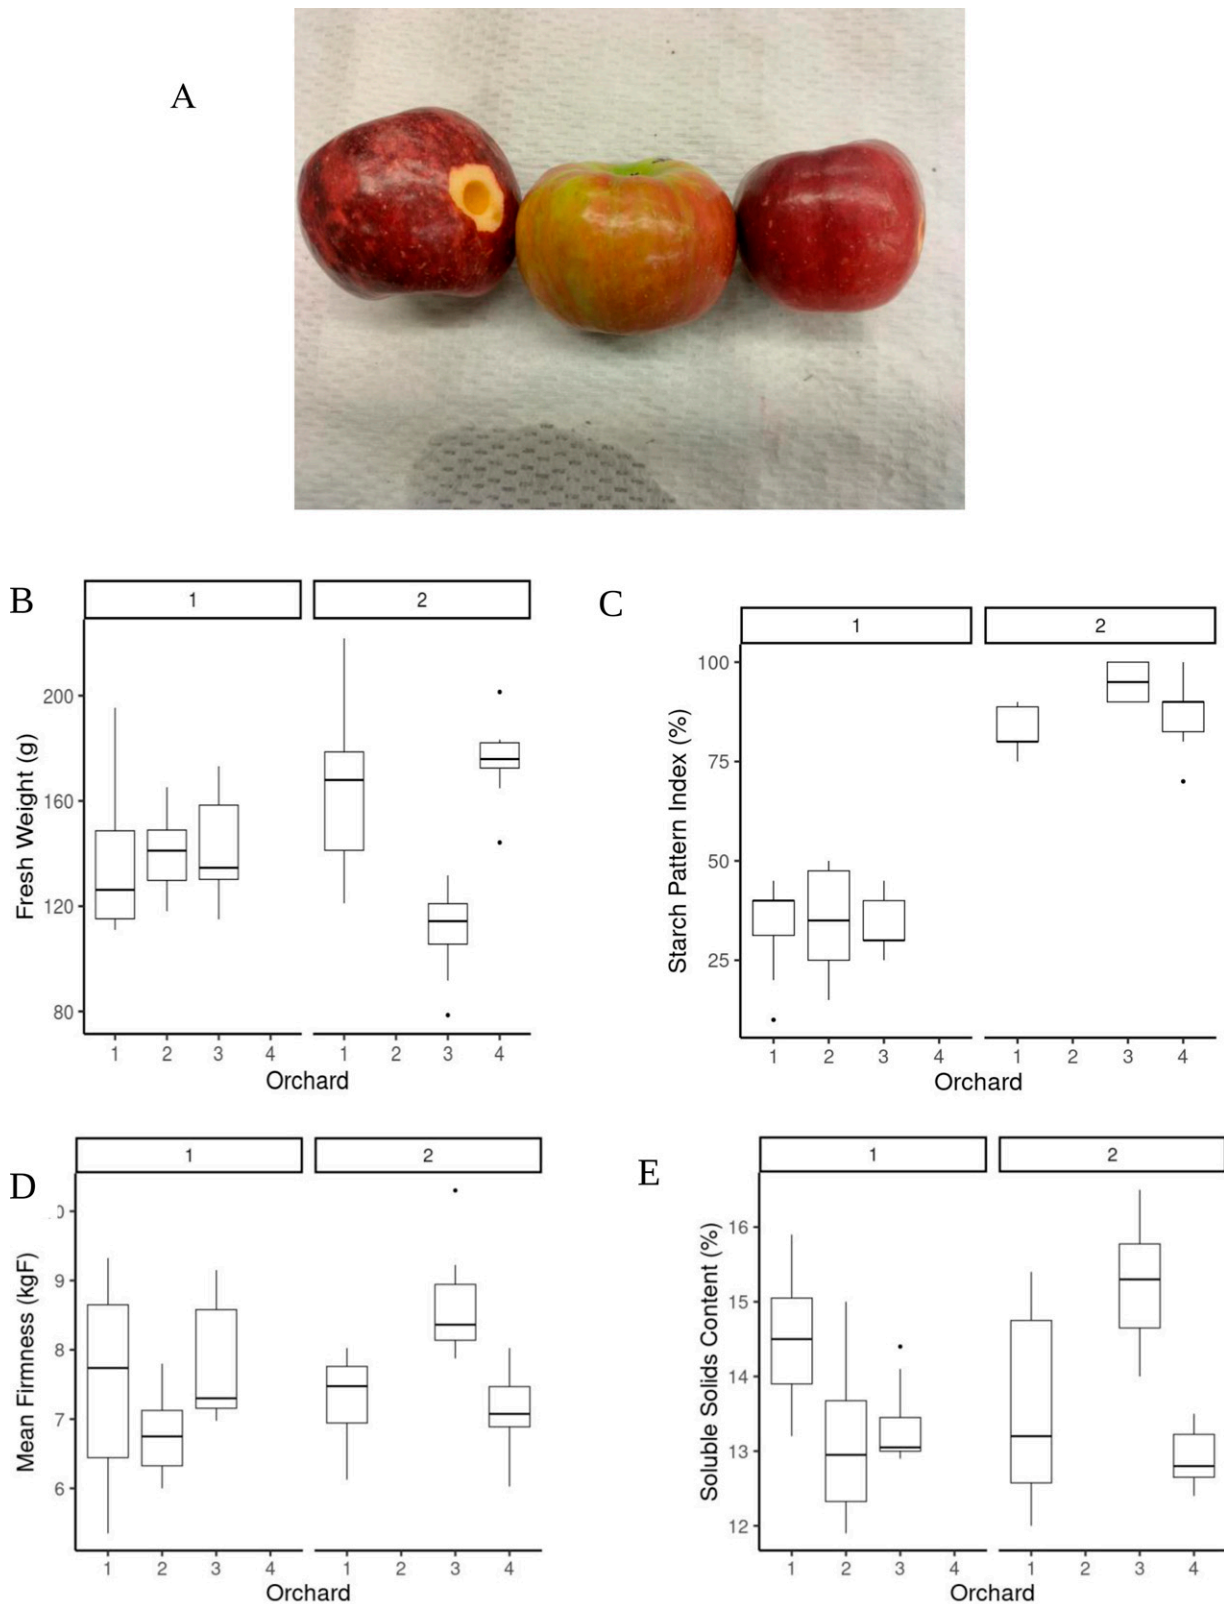 A
B
1 2
Fresh Weight (g)
200
160
120
80
1 2 3 4 1 2 3 4
Orchard
C
1 2
Starch Pattern Index (%)
100
75
50
25
1 2 3 4 1 2 3 4
Orchard
D
1 2
Mean Firmness (kgF)
9
8
7
6
1 2 3 4 1 2 3 4
Orchard
E
1 2
Soluble Solids Content (%)
16
15
14
13
12
1 2 3 4 1 2 3 4
Orchard